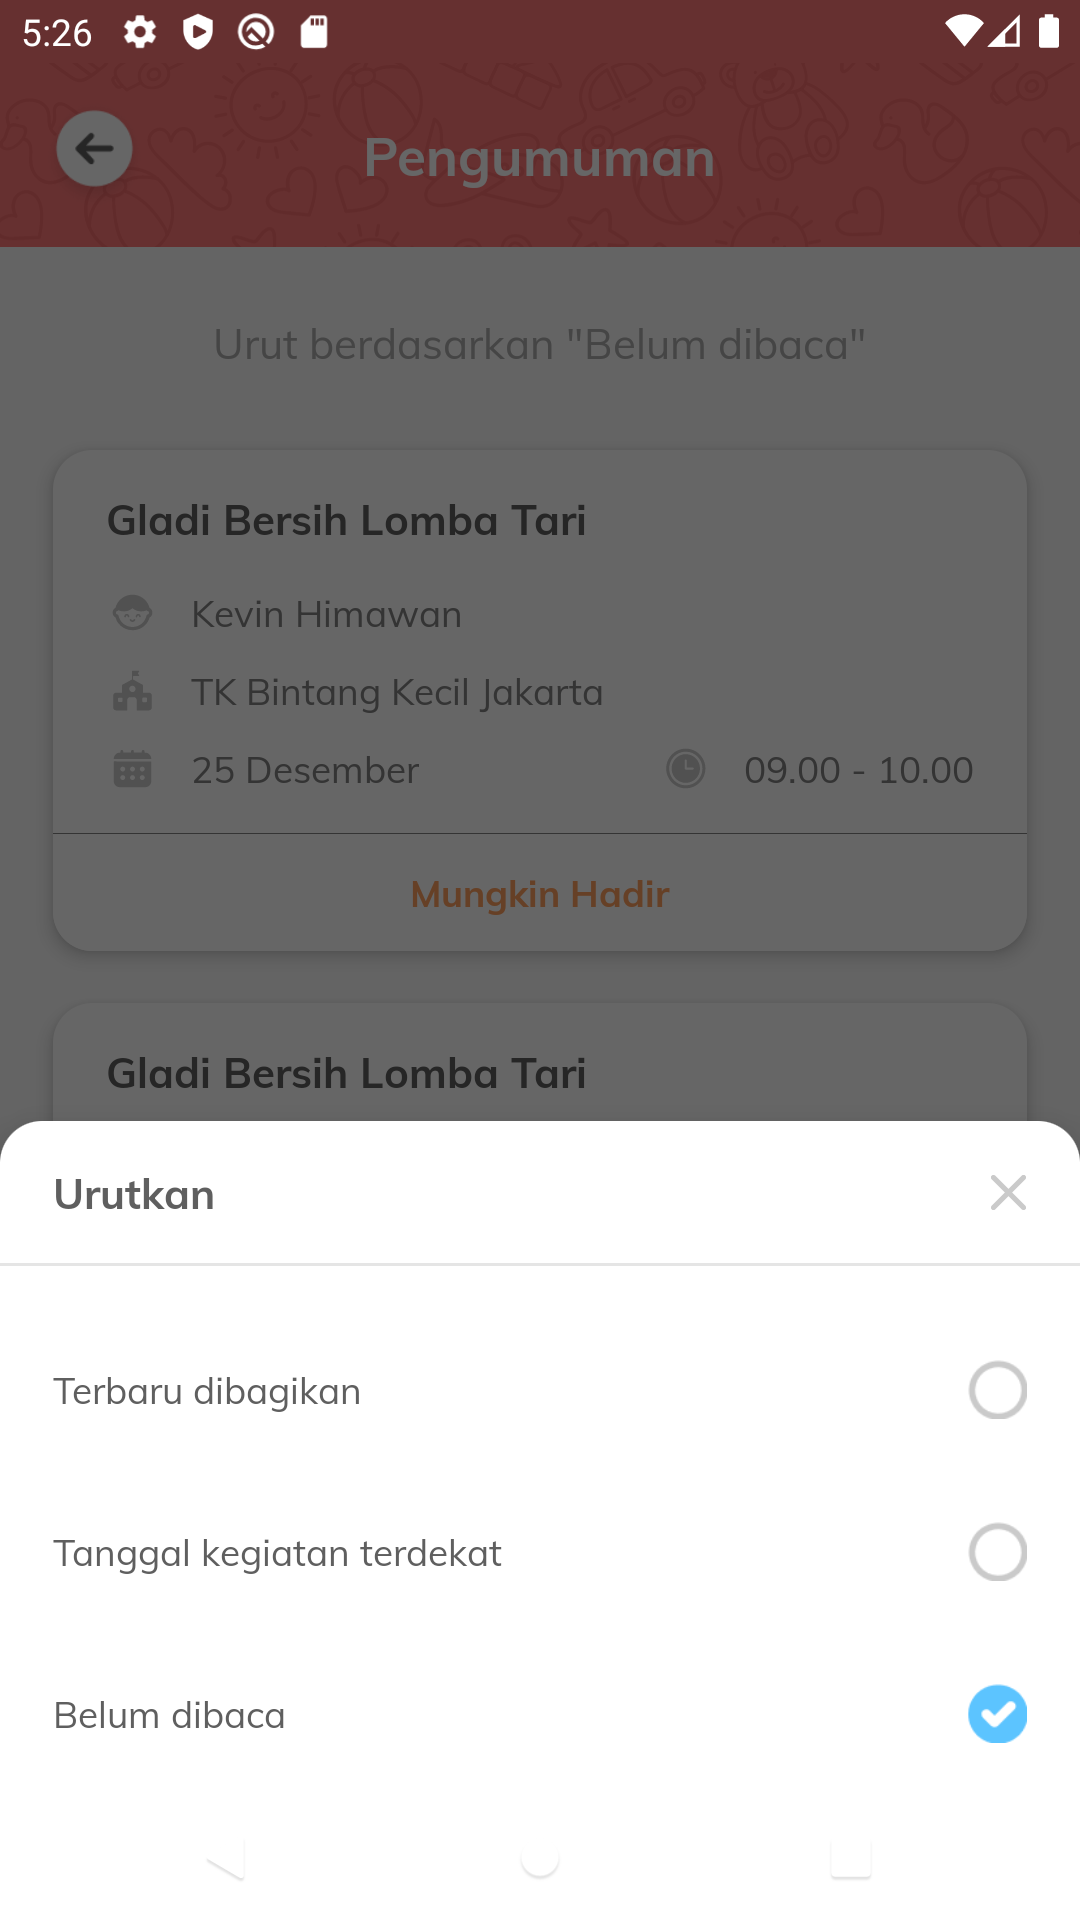 5:26
Pengumuman
Urut berdasarkan "Belum dibaca"
Gladi Bersih Lomba Tari
Kevin Himawan
TK Bintang Kecil Jakarta
25 Desember 09.00 - 10.00
Mungkin Hadir
Gladi Bersih Lomba Tari
Urutkan
Terbaru dibagikan
Tanggal kegiatan terdekat
Belum dibaca